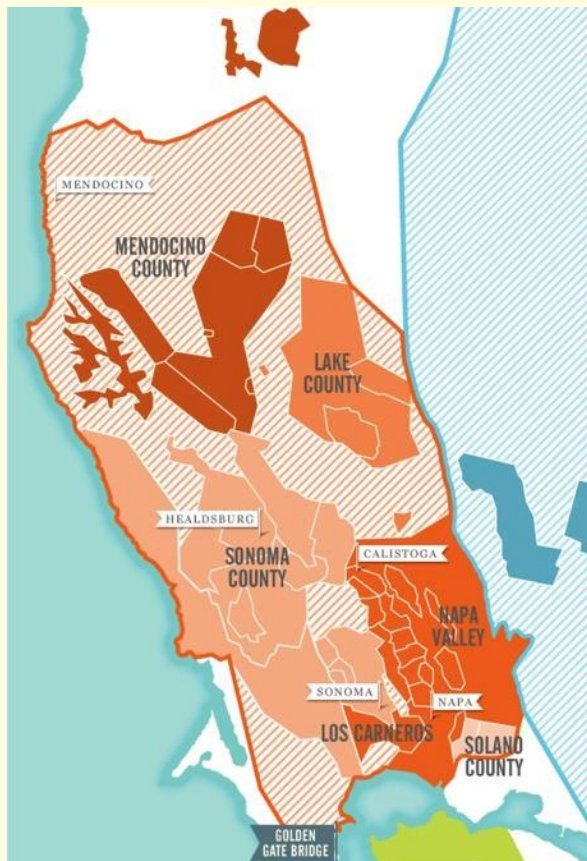 MENDOCINO
MENDOCINO
COUNTY
LAKE
COUNTY
HEALDSBURG
SONOMA
COUNTY
CALISTOGA
NAPA
VALLEY
SONOMA
NAPA
LOS CARNEROS
SOLANO
COUNTY
GOLDEN
GATE BRIDGE